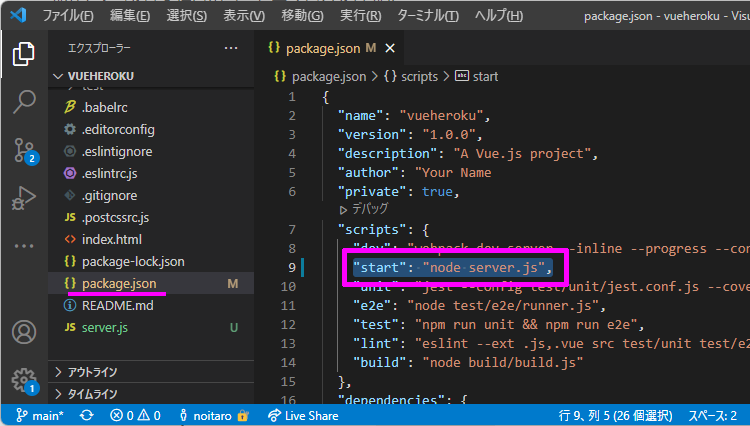 ファイル(F) 編集(E) 選択(S) 表示(V) 移動(G) 実行(R) ターミナル(T) ヘルプ(H) package.json - vueheroku - Visu
エクスプローラー ··· {} package.json M ×
VUEHEROKU {} package.json > {} scripts > abc start
test
.babelrc
.editorconfig
.eslintignore
.eslintrc.js
.gitignore
.postcssrc.js
index.html
package-lock.json
package.json M
README.md
server.js U
アウトライン
タイムライン
2
1
1 {
2 "name": "vueheroku",
3 "version": "1.0.0",
4 "description": "A Vue.js project",
5 "author": "Your Name
6 "private": true,
デバッグ
7 "scripts": {
8 "dev": "webpack-dev-server --inline --progress --con
9 "start": "node server.js",
10 "unit": "jest --config test/unit/jest.conf.js --cove
11 "e2e": "node test/e2e/runner.js",
12 "test": "npm run unit && npm run e2e",
13 "lint": "eslint --ext .js,.vue src test/unit test/e2
14 "build": "node build/build.js"
15 },
16 "dependencies": {
main* 0 0 noitaro Live Share 行 9、列 5 (26 個選択) スペース: 2